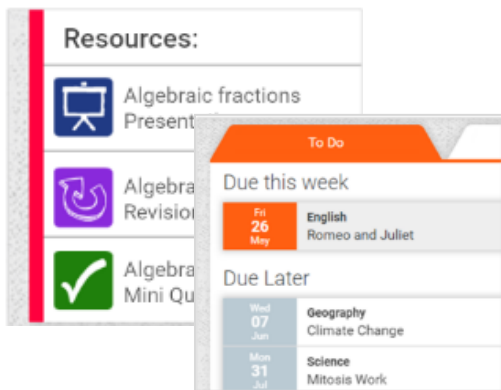 Resources:
Algebraic fractions
Present
Algebra
Revision
Algebra
Mini Qu
To Do
Due this week
Fri
26
May
English
Romeo and Juliet
Due Later
Wed
07
Jun
Geography
Climate Change
Mon
31
Jul
Science
Mitosis Work